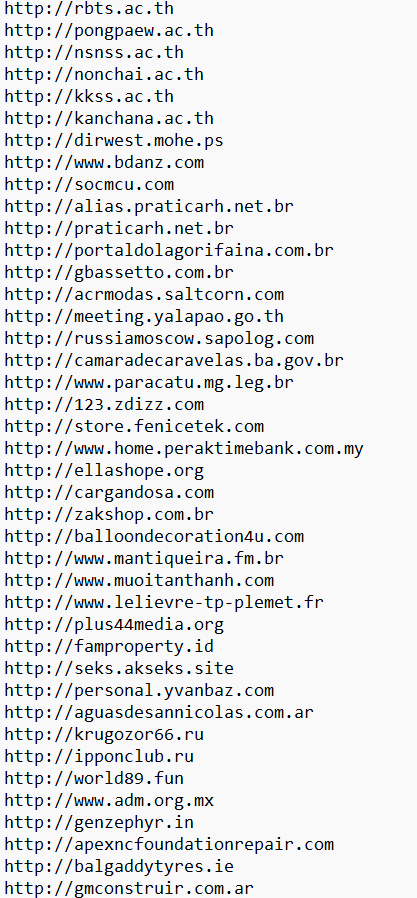 http://rbts.ac.th
http://pongpaew.ac.th
http://nsnss.ac.th
http://nonchai.ac.th
http://kkss.ac.th
http://kanchana.ac.th
http://dirwest.mohe.ps
http://www.bdanz.com
http://socmcu.com
http://alias.praticarh.net.br
http://praticarh.net.br
http://portaldolagorifaina.com.br
http://gbassetto.com.br
http://acrmodas.saltcorn.com
http://meeting.yalapao.go.th
http://russiamoscow.sapolog.com
http://camaradecaravelas.ba.gov.br
http://www.paracatu.mg.leg.br
http://123.zdizz.com
http://store.fenicetek.com
http://www.home.peraktimebank.com.my
http://ellashope.org
http://cargandosa.com
http://zakshop.com.br
http://balloondecoration4u.com
http://www.mantiqueira.fm.br
http://www.muoitanthanh.com
http://www.lelievre-tp-plemet.fr
http://plus44media.org
http://famproperty.id
http://seks.akseks.site
http://personal.yvanbaz.com
http://aguasdesannicolas.com.ar
http://krugozor66.ru
http://ipponclub.ru
http://world89.fun
http://www.adm.org.mx
http://genzephyr.in
http://apexncfoundationrepair.com
http://balgaddytyres.ie
http://gmconstruir.com.ar